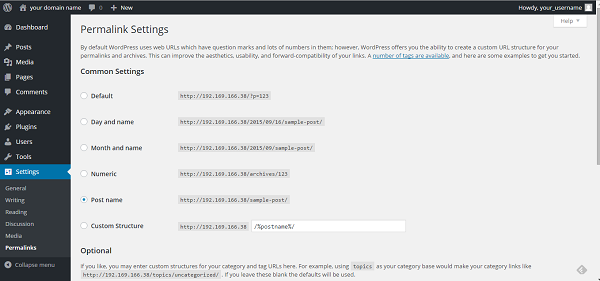 your domain name 0 + New Howdy, your_username
Help
Dashboard
Posts
Media
Pages
Comments
Appearance
Plugins
Users
Tools
Settings
General
Writing
Reading
Discussion
Media
Permalinks
Collapse menu
Permalink Settings
By default WordPress uses web URLs which have question marks and lots of numbers in them; however, WordPress offers you the ability to create a custom URL structure for your
permalinks and archives. This can improve the aesthetics, usability, and forward-compatibility of your links. A number of tags are available, and here are some examples to get you started.
Common Settings
Default http://192.169.166.38/?p=123
Day and name http://192.169.166.38/2015/09/16/sample-post/
Month and name http://192.169.166.38/2015/09/sample-post/
Numeric http://192.169.166.38/archives/123
Post name http://192.169.166.38/sample-post/
Custom Structure http://192.169.166.38 /%postname%/
Optional
If you like, you may enter custom structures for your category and tag URLs here. For example, using topics as your category base would make your category links like
http://192.169.166.38/topics/uncategorized/ . If you leave these blank the defaults will be used.